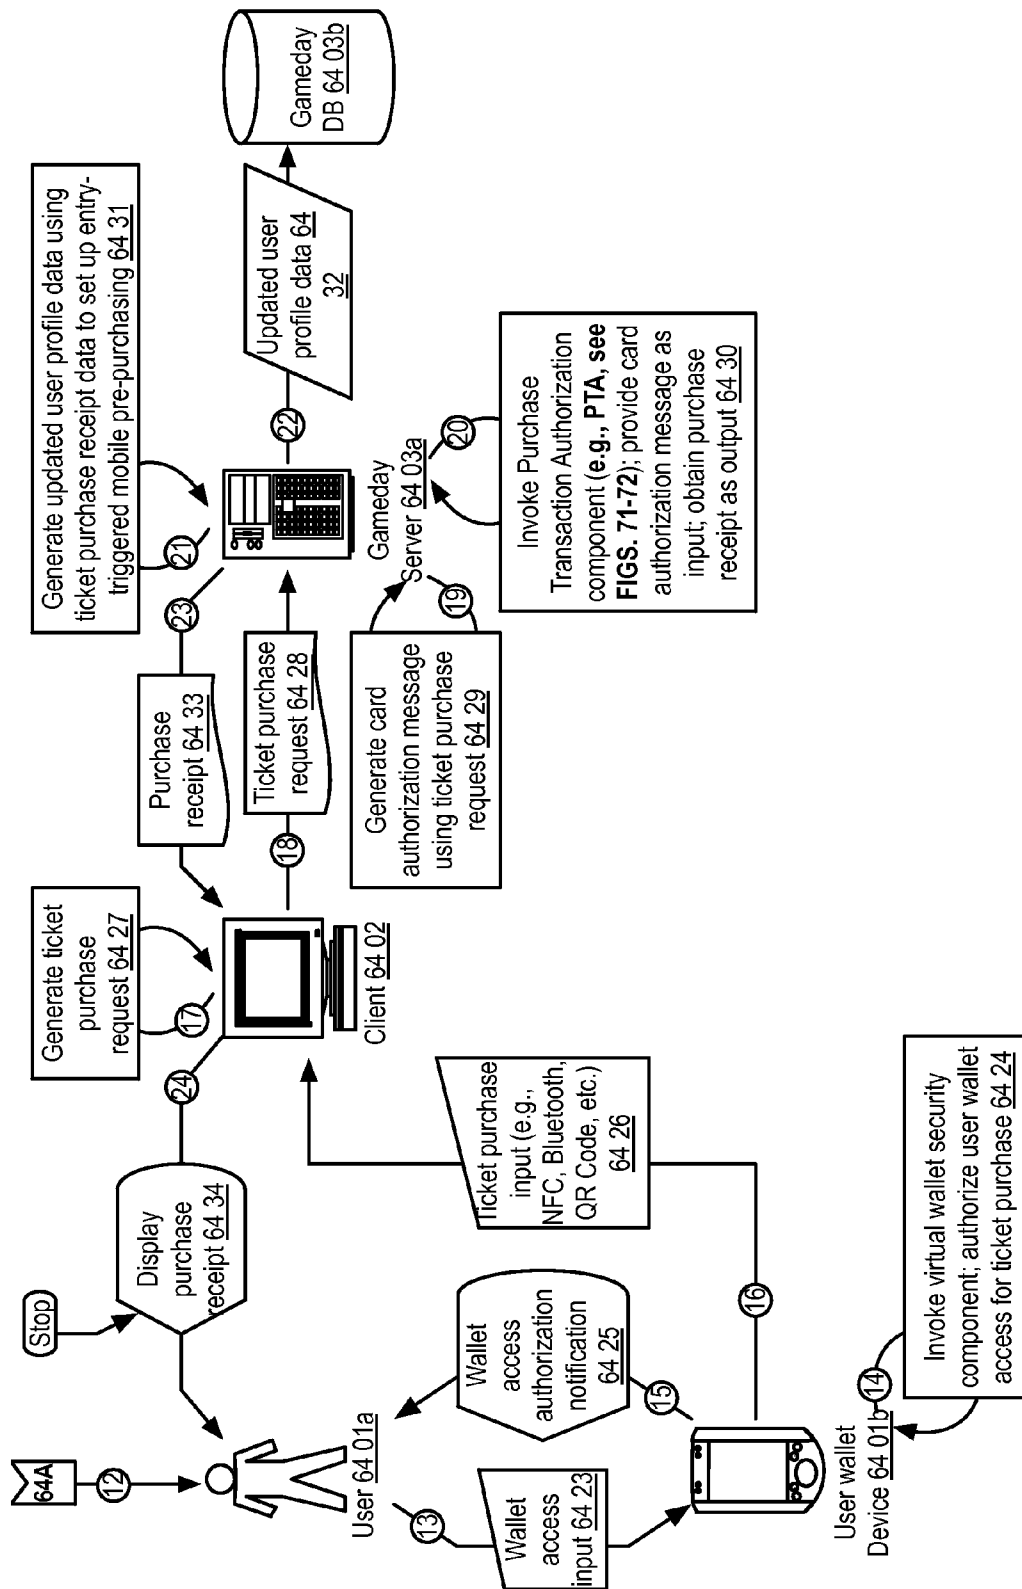 64A
12
Stop
Display
purchase
receipt 64 34
24
Generate ticket
purchase
request 64 27
17
Purchase
receipt 64 33
23
Generate updated user profile data using
ticket purchase receipt data to set up entry-
triggered mobile pre-purchasing 64 31
21
User 64 01a
Client 64 02
18
Ticket purchase
request 64 28
Gameday
Server 64 03a
22
Updated user
profile data 64
32
Gameday
DB 64 03b
13
Wallet
access
input 64 23
Wallet
access
authorization
notification
64 25
15
Ticket purchase
input (e.g.,
NFC, Bluetooth,
QR Code, etc.)
64 26
16
19
Generate card
authorization message
using ticket purchase
request 64 29
20
Invoke Purchase
Transaction Authorization
component (e.g., PTA, see
FIGS. 71-72); provide card
authorization message as
input; obtain purchase
receipt as output 64 30
User wallet
Device 64 01b
14
Invoke virtual wallet security
component; authorize user wallet
access for ticket purchase 64 24